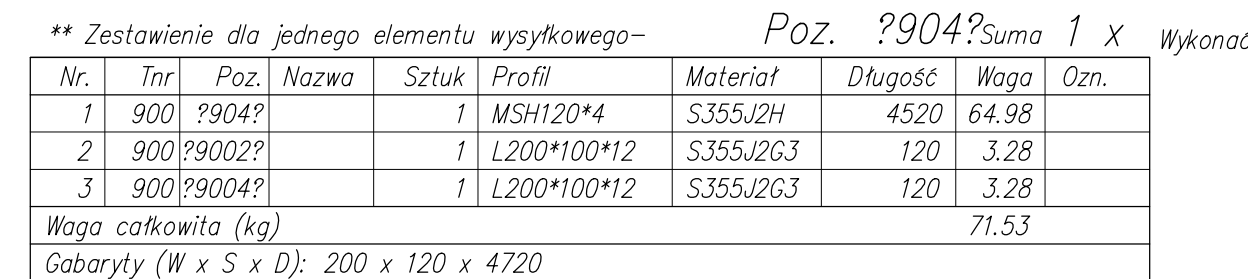 ** Zestawienie dla jednego elementu wysyłkowego- Poz. ?904? Suma 1 x Wykonać
Nr. Tnr Poz. Nazwa Sztuk Profil Materiał Długość Waga Ozn.
1 900 ?904? 1 MSH120*4 S355J2H 4520 64.98
2 900 ?9002? 1 L200*100*12 S355J2G3 120 3.28
3 900 ?9004? 1 L200*100*12 S355J2G3 120 3.28
Waga całkowita (kg) 71.53
Gabaryty (W x S x D): 200 x 120 x 4720